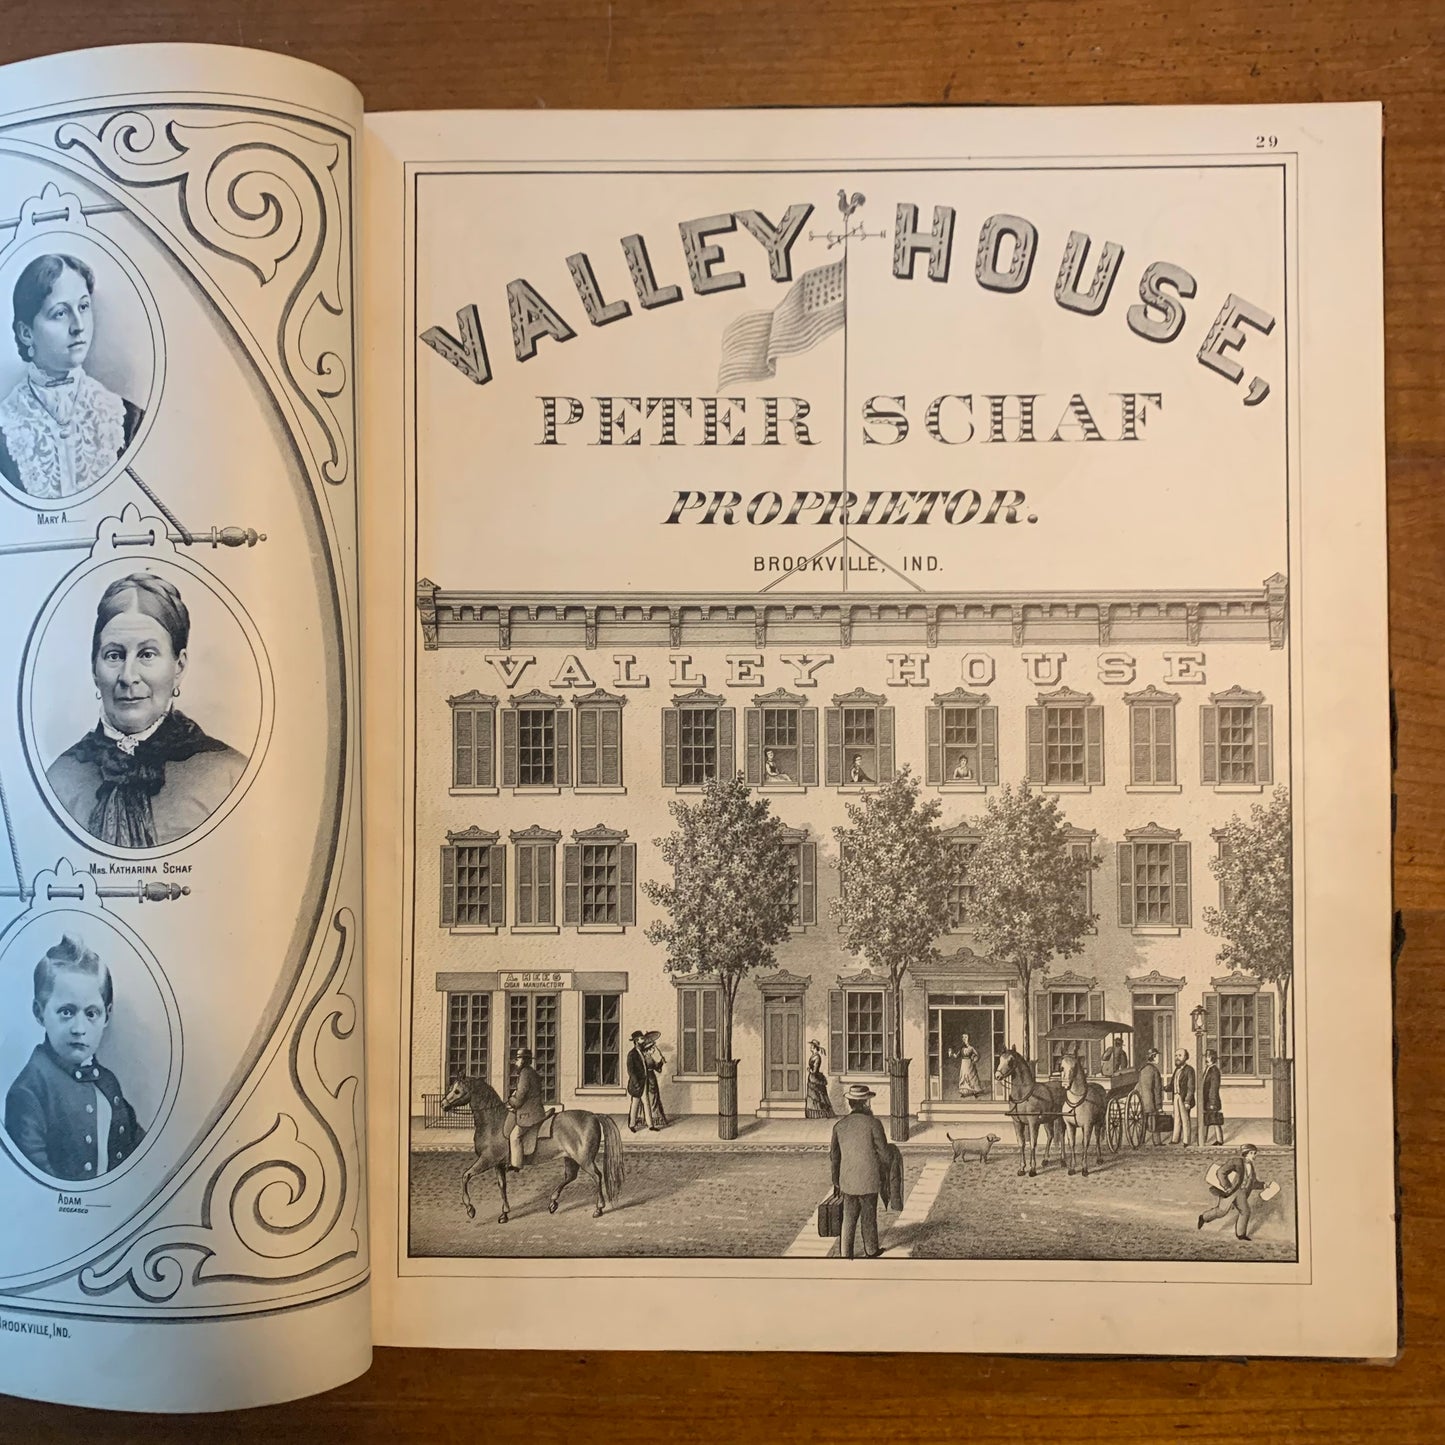 MARY A.
MRS. KATHARINA SCHAF
ADAM
DECEASED
BROOKVILLE, IND.
29
VALLEY HOUSE,
PETER SCHAF
PROPRIETOR.
BROOKVILLE, IND.
VALLEY HOUSE
A. HEEG
CIGAR MANUFACTORY